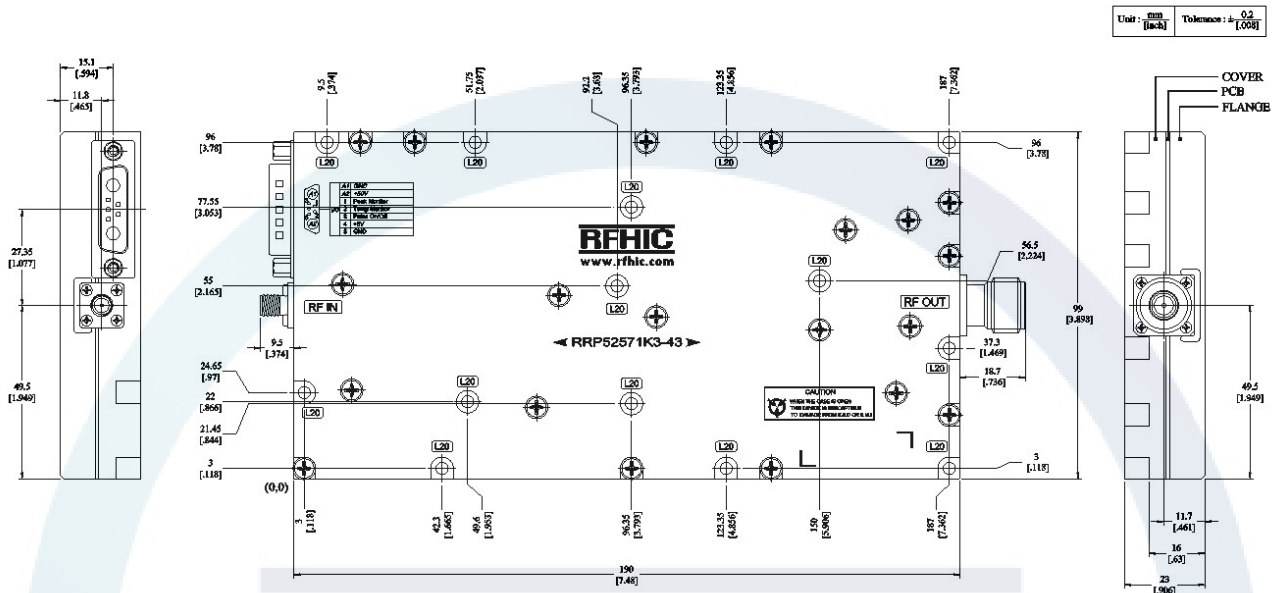 Unit : mm [inch] Tolerance : ± 0.2 [.008]
15.1 [.594]
11.8 [.465]
27.35 [1.077]
49.5 [1.949]
9.5 [.374]
51.75 [2.037]
92.2 [3.63]
96.35 [3.793]
123.35 [4.856]
187 [7.362]
COVER
PCB
FLANGE
96 [3.78]
L20
L20
L20
L20
96 [3.78]
A1 GND
A2 +50V
1 Peak Monitor
3 Pulse On/Off
4 +5V
5 GND
A1
A2
77.55 [3.053]
L20
RFHIC
www.rfhic.com
56.5 [2.224]
55 [2.165]
L20
L20
RF IN
RF OUT
99 [3.898]
9.5 [.374]
RRP52571K3-43
37.3 [1.469]
18.7 [.736]
24.65 [.97]
L20
L20
L20
L20
22 [.866]
21.45 [.844]
CAUTION
WHEN THE CASE IS OPEN
49.5 [1.949]
3 [.118]
L20
L20
L20
3 [.118]
(0,0)
3 [.118]
42.3 [1.665]
49.6 [1.953]
96.35 [3.793]
123.35 [4.856]
150 [5.906]
187 [7.362]
190 [7.48]
11.7 [.461]
16 [.63]
23 [.906]